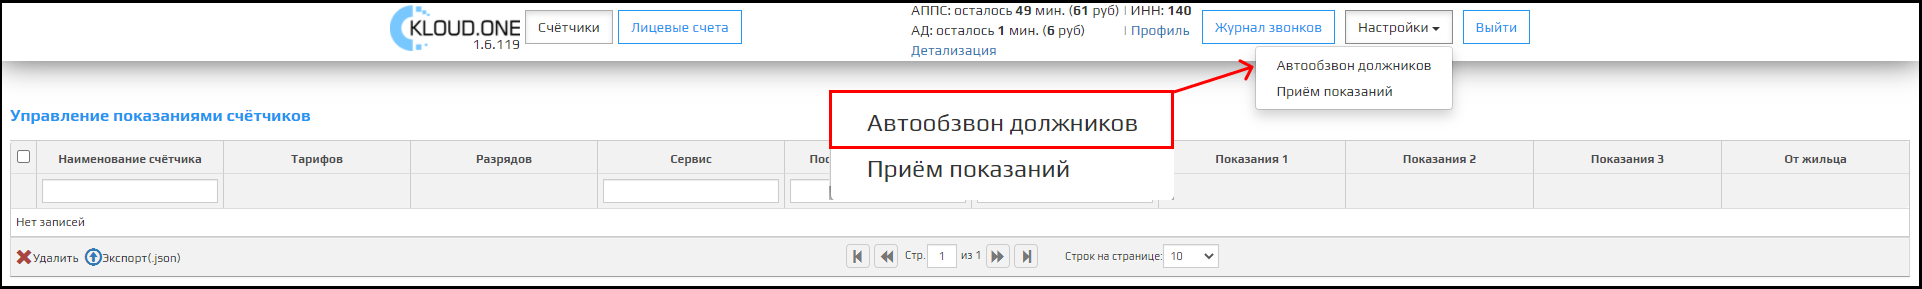 KLOUD.ONE
1.6.119
Счётчики
Лицевые счета
АППС: осталось 49 мин. (61 руб) | ИНН: 140
АД: осталось 1 мин. (6 руб) | Профиль
Детализация
Журнал звонков
Настройки
Выйти
Автообзвон должников
Приём показаний
Управление показаниями счётчиков
Автообзвон должников
Приём показаний
Наименование счётчика Тарифов Разрядов Сервис Показания 1 Показания 2 Показания 3 От жильца
Нет записей
Удалить Экспорт(.json) Стр. 1 из 1 Строк на странице: 10